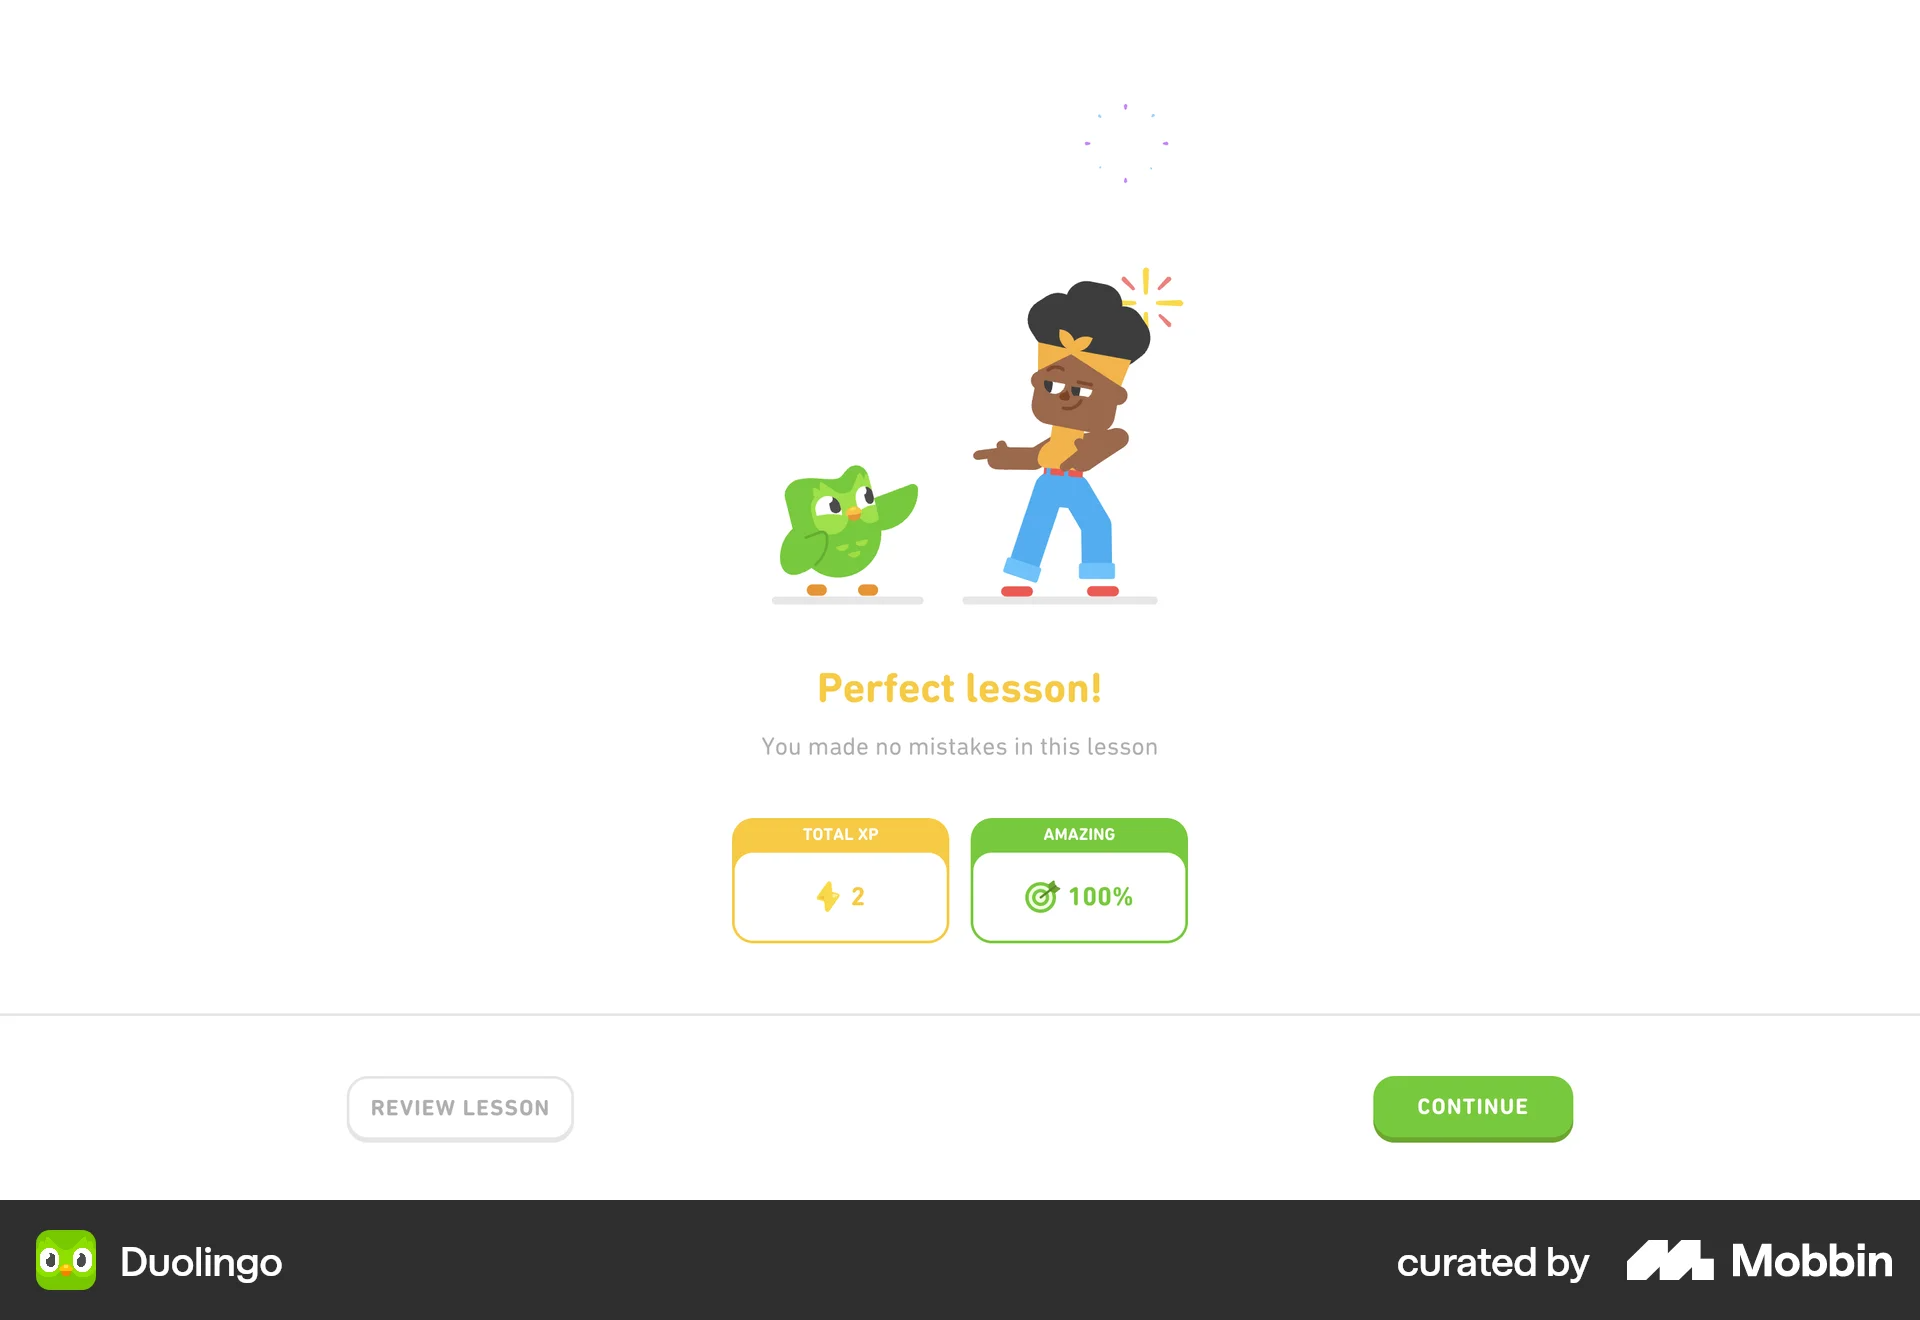 Perfect lesson!
You made no mistakes in this lesson
TOTAL XP
2
AMAZING
100%
REVIEW LESSON
CONTINUE
Duolingo
curated by Mobbin